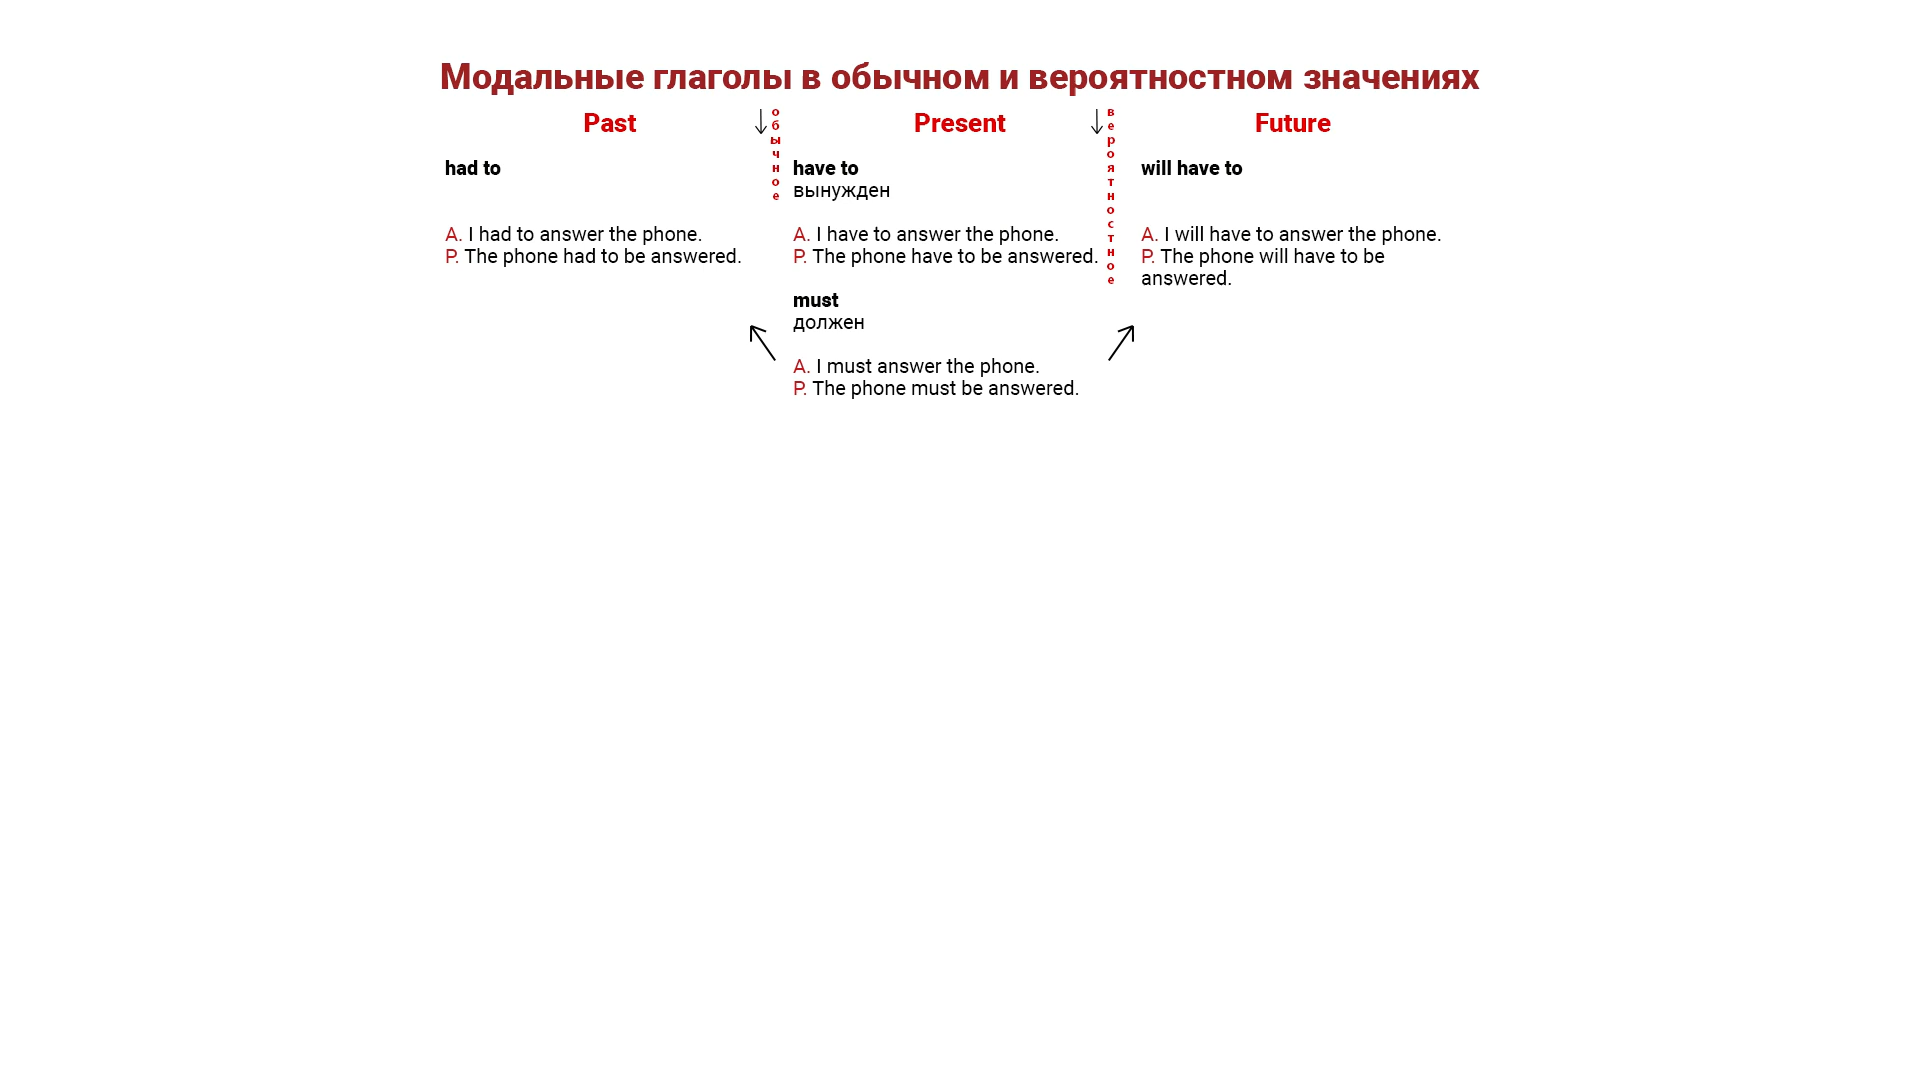 Модальные глаголы в обычном и вероятностном значениях
Past
обычное
Present
вероятностное
Future
had to
have to
вынужден
will have to
A. I had to answer the phone.
P. The phone had to be answered.
A. I have to answer the phone.
P. The phone have to be answered.
A. I will have to answer the phone.
P. The phone will have to be
answered.
must
должен
A. I must answer the phone.
P. The phone must be answered.